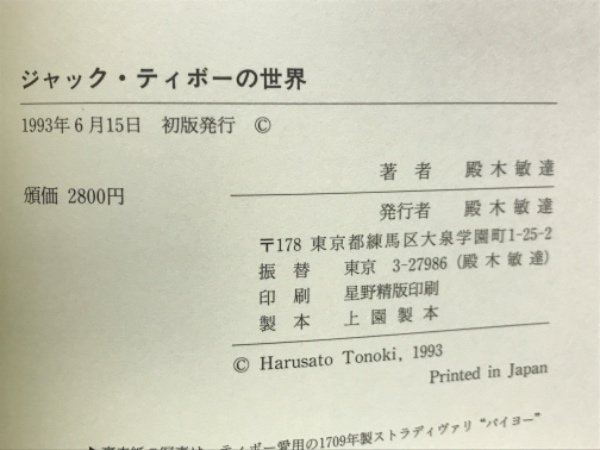 ジャック・ティボーの世界
1993年6月15日　初版発行　©
著　者　殿木敏達
頒価 2800円
発行者　殿木敏達
〒178 東京都練馬区大泉学園町1-25-2
振　替　東京　3-27986（殿木敏達）
印　刷　星野精版印刷
製　本　上園製本
© Harusato Tonoki, 1993
Printed in Japan
ティボー愛用の1709年製ストラディヴァリ “バイヨー”